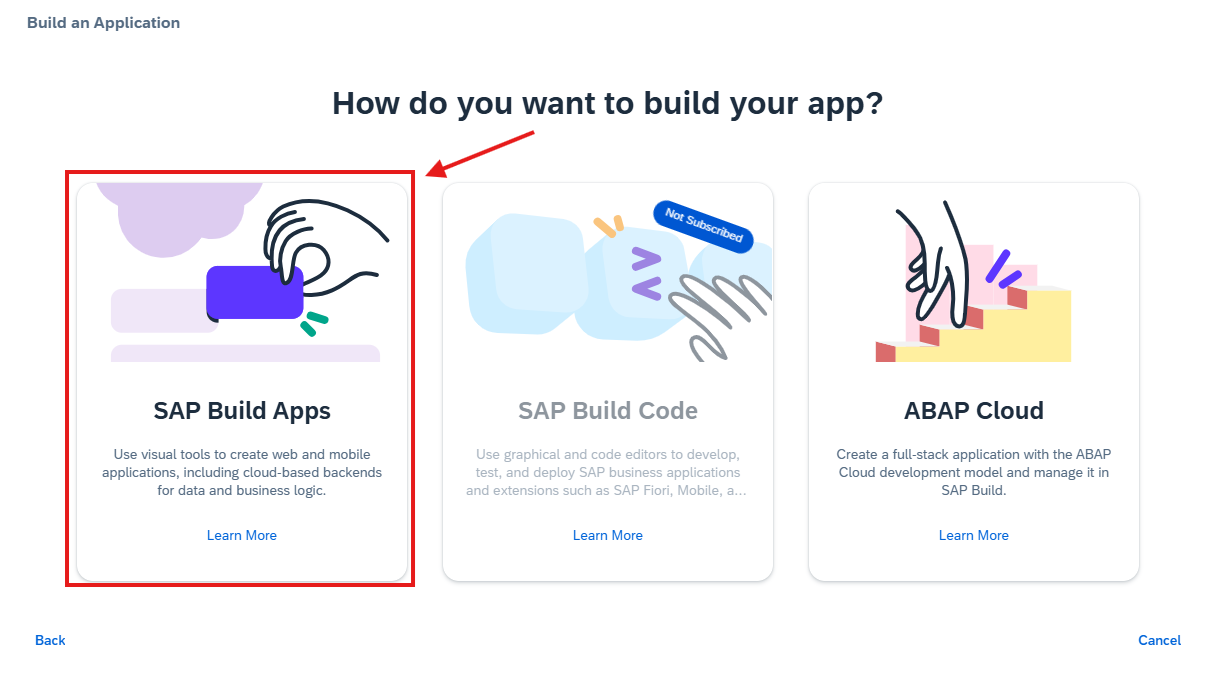 Build an Application
How do you want to build your app?
SAP Build Apps
Use visual tools to create web and mobile
applications, including cloud-based backends
for data and business logic.
Learn More
Not Subscribed
SAP Build Code
Use graphical and code editors to develop,
test, and deploy SAP business applications
and extensions such as SAP Fiori, Mobile, a...
Learn More
ABAP Cloud
Create a full-stack application with the ABAP
Cloud development model and manage it in
SAP Build.
Learn More
Back
Cancel